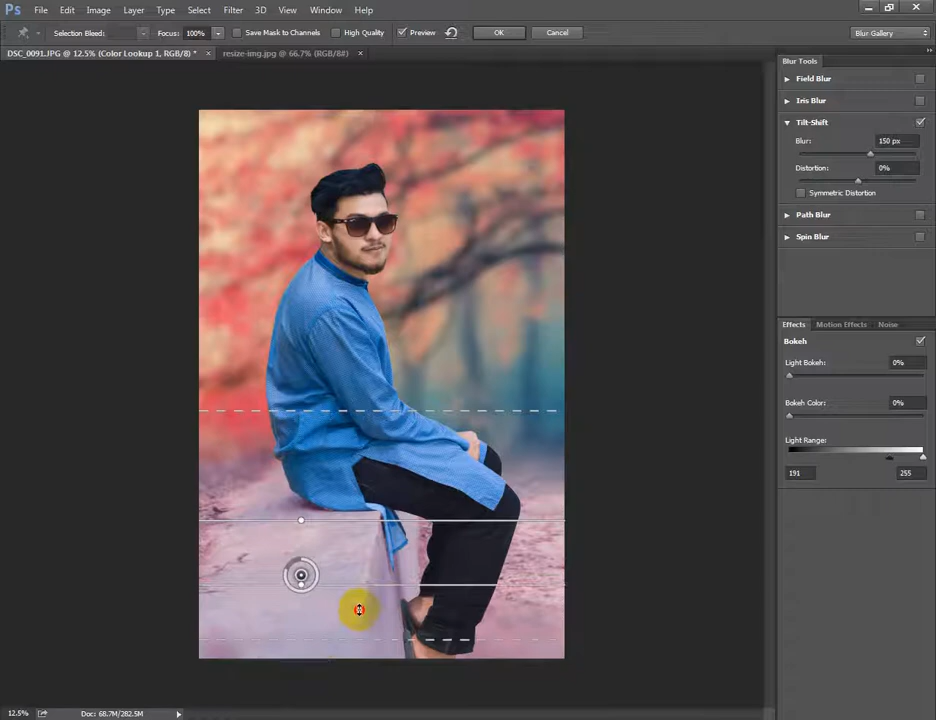 Ps File Edit Image Layer Type Select Filter 3D View Window Help
Selection Bleed: Focus: 100% Save Mask to Channels High Quality Preview OK Cancel Blur Gallery
DSC_0091.JPG @ 12.5% (Color Lookup 1, RGB/8) * × resize-img.jpg @ 66.7% (RGB/8#) ×
Blur Tools
Field Blur
Iris Blur
Tilt-Shift
Blur: 150 px
Distortion: 0%
Symmetric Distortion
Path Blur
Spin Blur
Effects Motion Effects Noise
Bokeh
Light Bokeh: 0%
Bokeh Color: 0%
Light Range:
191 255
12.5% Doc: 68.7M/282.5M